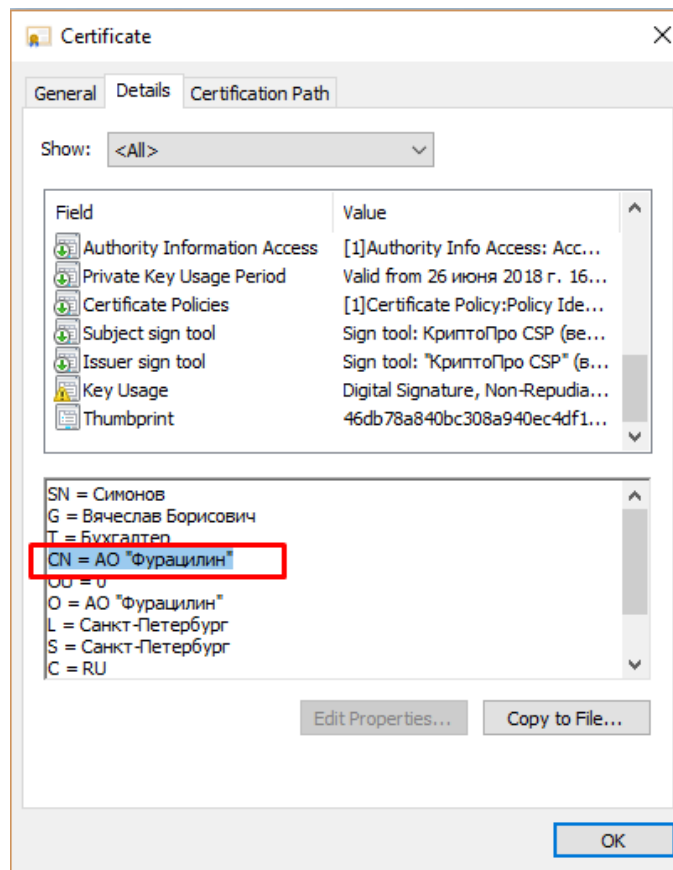 Certificate
General Details Certification Path
Show: <All>
Field Value
Authority Information Access [1]Authority Info Access: Acc...
Private Key Usage Period Valid from 26 июня 2018 г. 16...
Certificate Policies [1]Certificate Policy:Policy Ide...
Subject sign tool Sign tool: КриптоПро CSP (ве...
Issuer sign tool Sign tool: "КриптоПро CSP" (в...
Key Usage Digital Signature, Non-Repudia...
Thumbprint 46db78a840bc308a940ec4df1...
SN = Симонов
G = Вячеслав Борисович
T = Бухгалтер
CN = АО "Фурацилин"
OU = 0
O = АО "Фурацилин"
L = Санкт-Петербург
S = Санкт-Петербург
C = RU
Edit Properties... Copy to File...
OK